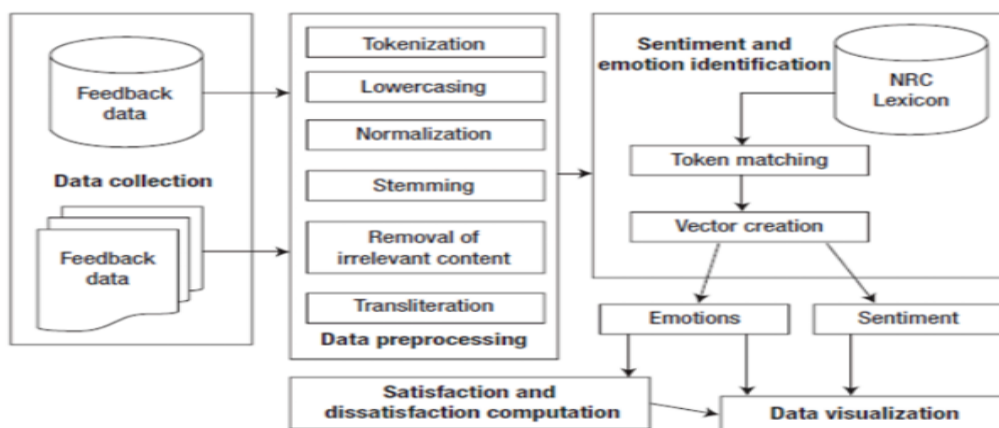 Feedback
data
Data collection
Feedback
data
Tokenization
Lowercasing
Normalization
Stemming
Removal of
irrelevant content
Transliteration
Data preprocessing
Sentiment and
emotion identification
NRC
Lexicon
Token matching
Vector creation
Emotions
Sentiment
Satisfaction and
dissatisfaction computation
Data visualization